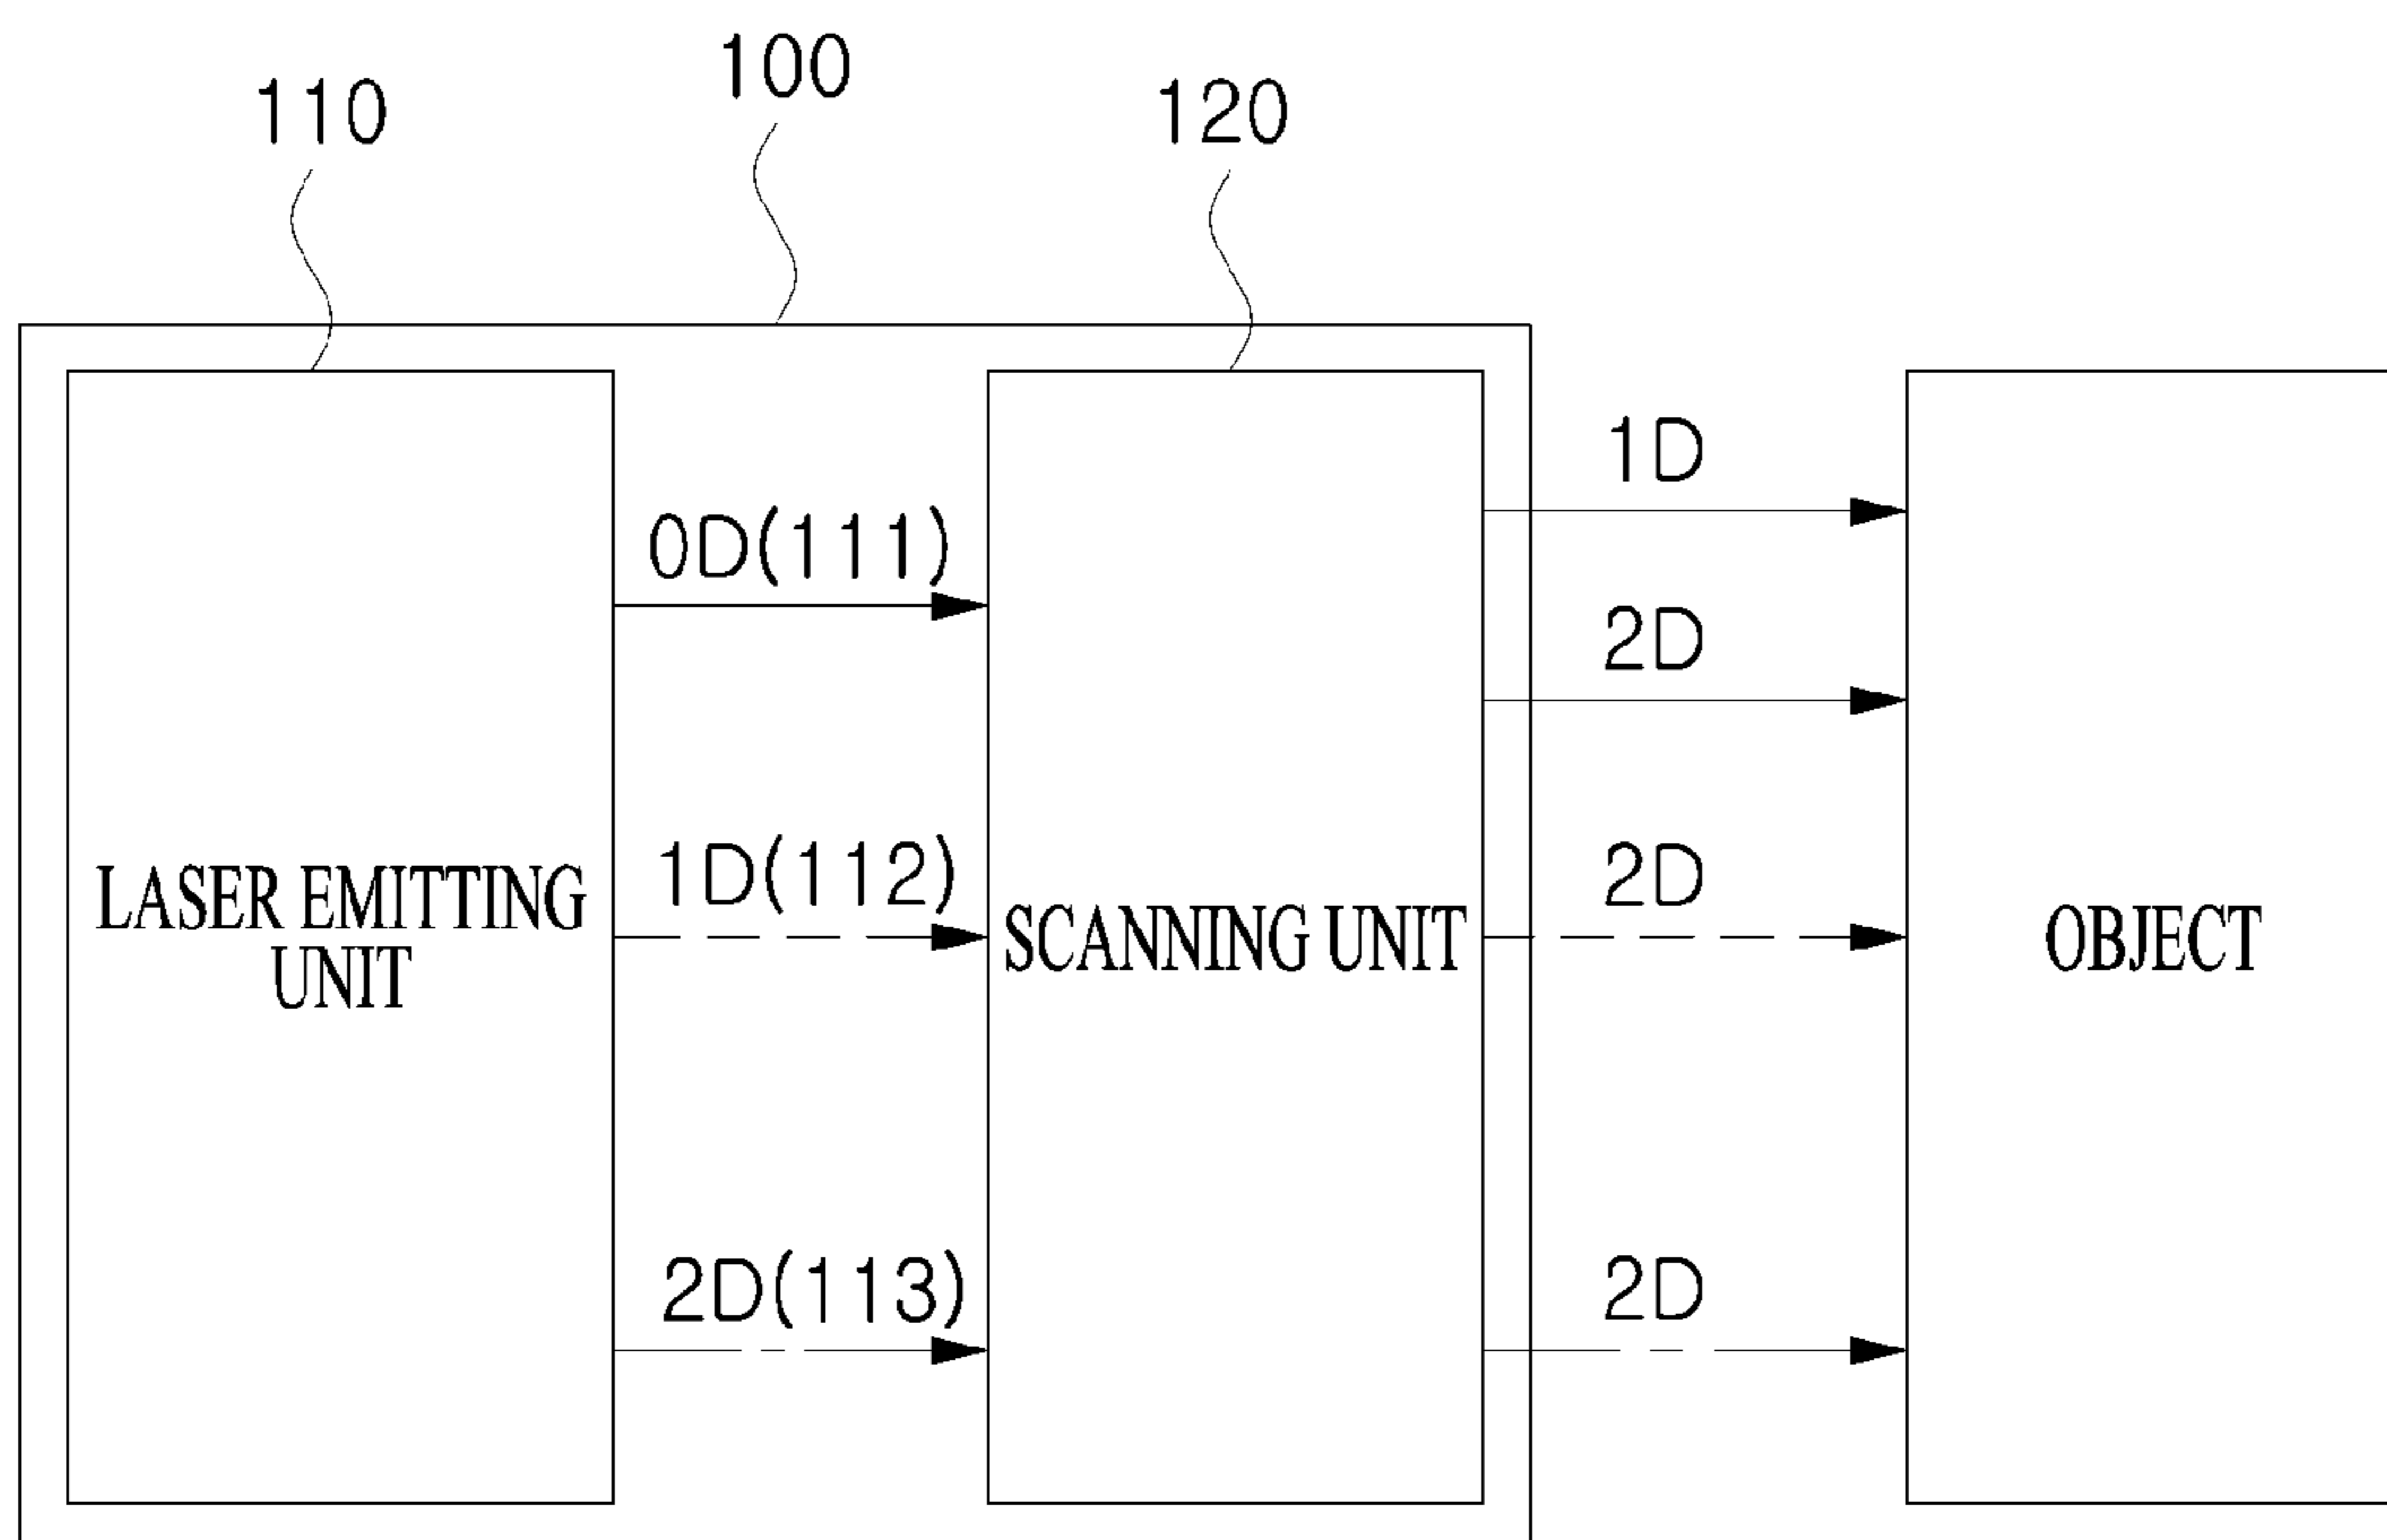 100
110
120
1D
0D(111)
2D
1D(112)
2D
LASER EMITTING
UNIT
SCANNING UNIT
OBJECT
2D(113)
2D